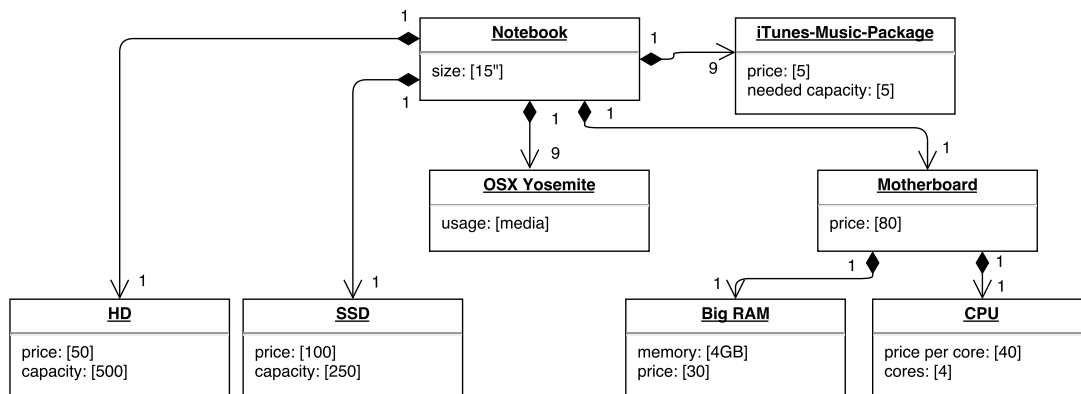 1
Notebook
size: [15"]
1
1
9
iTunes-Music-Package
price: [5]
needed capacity: [5]
1
9
1
1
OSX Yosemite
usage: [media]
Motherboard
price: [80]
1
1
1
1
1
1
HD
price: [50]
capacity: [500]
SSD
price: [100]
capacity: [250]
Big RAM
memory: [4GB]
price: [30]
CPU
price per core: [40]
cores: [4]